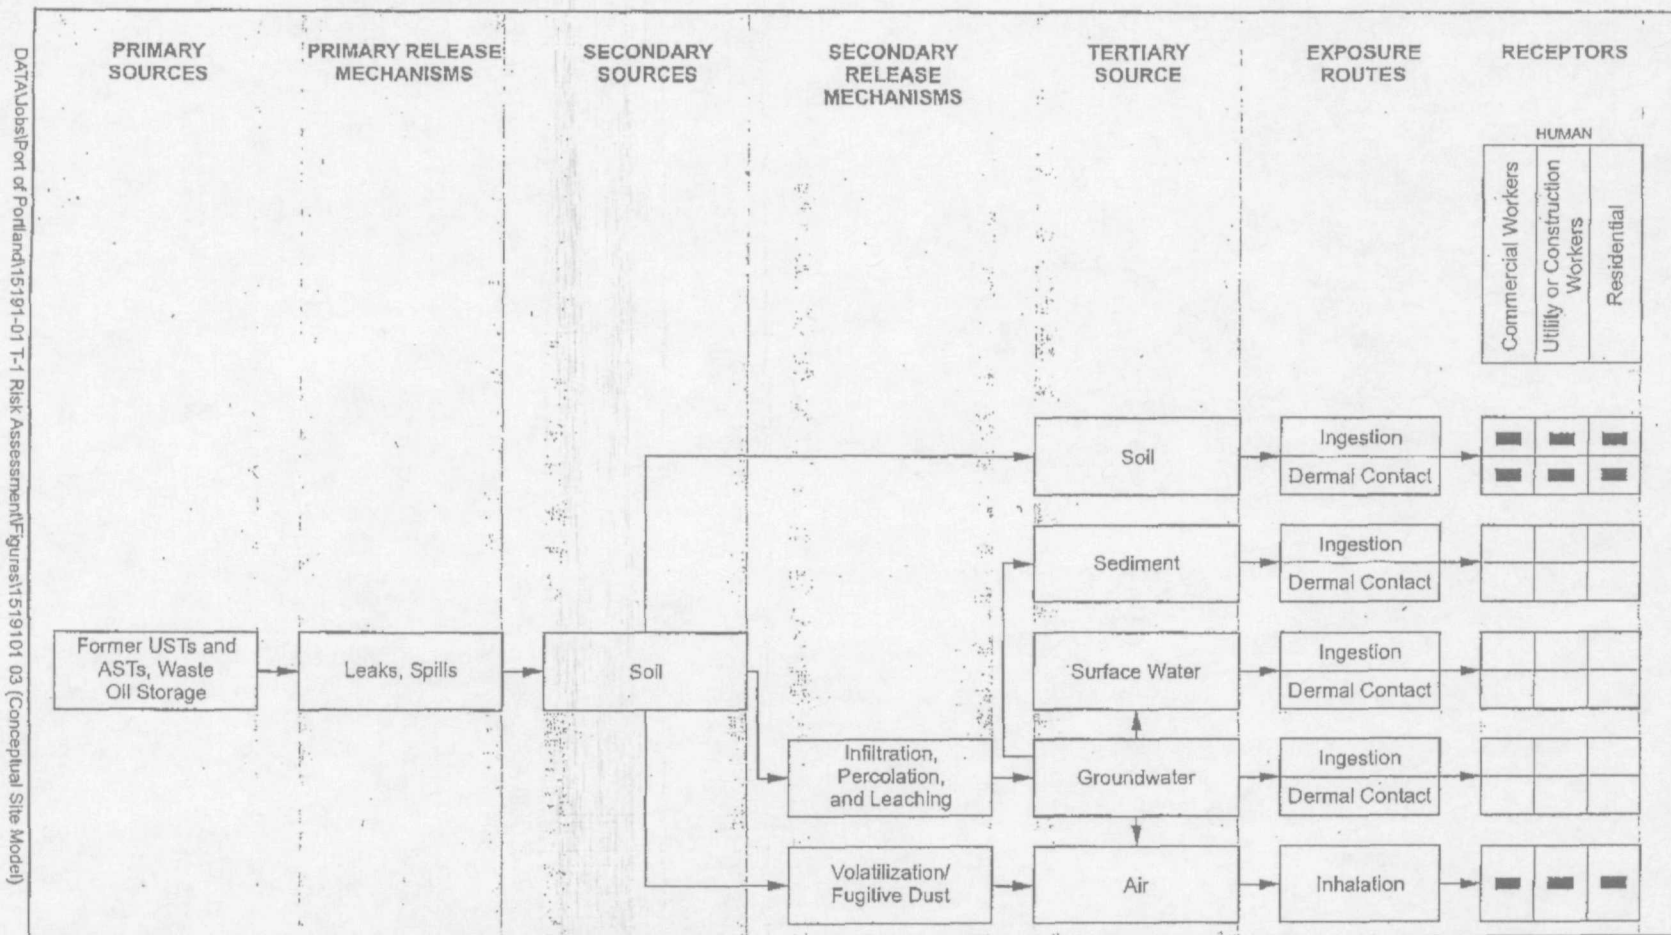 PRIMARY
SOURCES
PRIMARY RELEASE
MECHANISMS
SECONDARY
SOURCES
SECONDARY
RELEASE
MECHANISMS
TERTIARY
SOURCE
EXPOSURE
ROUTES
RECEPTORS
HUMAN
Commercial Workers
Utility or Construction
Workers
Residential
Soil
Ingestion
Dermal Contact
Sediment
Ingestion
Dermal Contact
Former USTs and
ASTs, Waste
Oil Storage
Leaks, Spills
Soil
Surface Water
Ingestion
Dermal Contact
Infiltration,
Percolation,
and Leaching
Groundwater
Ingestion
Dermal Contact
Volatilization/
Fugitive Dust
Air
Inhalation
DATA\Jobs\Port of Portland\15191-01 T-1 Risk Assessment\Figures\1519101 03 (Conceptual Site Model)